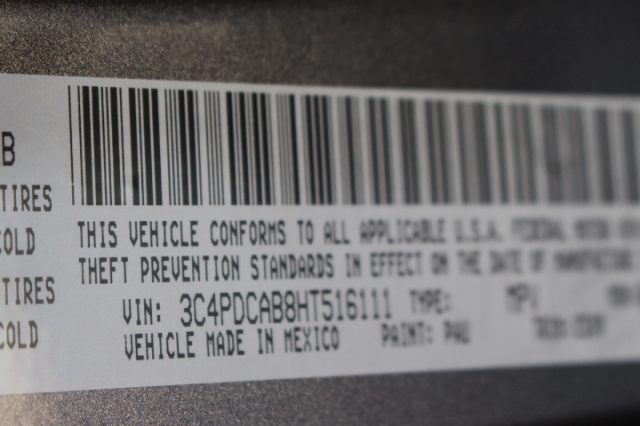 B
TIRES
COLD
TIRES
COLD
THIS VEHICLE CONFORMS TO ALL APPLICABLE U.S.A. FEDERAL MOTOR
THEFT PREVENTION STANDARDS IN EFFECT ON THE DATE OF MANUFACTURE
VIN: 3C4PDCAB8HT516111 TYPE: MPV
VEHICLE MADE IN MEXICO PAINT: PAU